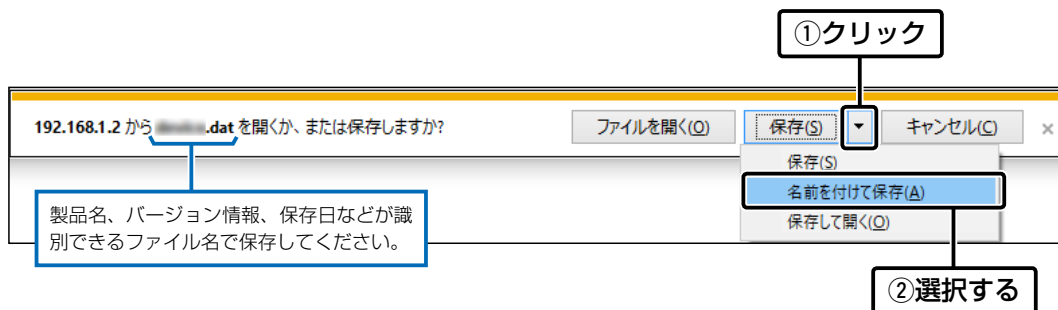 ①クリック
192.168.1.2 から .dat を開くか、または保存しますか?
ファイルを開く(O)
保存(S)
キャンセル(C)
×
保存(S)
名前を付けて保存(A)
保存して開く(O)
製品名、バージョン情報、保存日などが識
別できるファイル名で保存してください。
②選択する